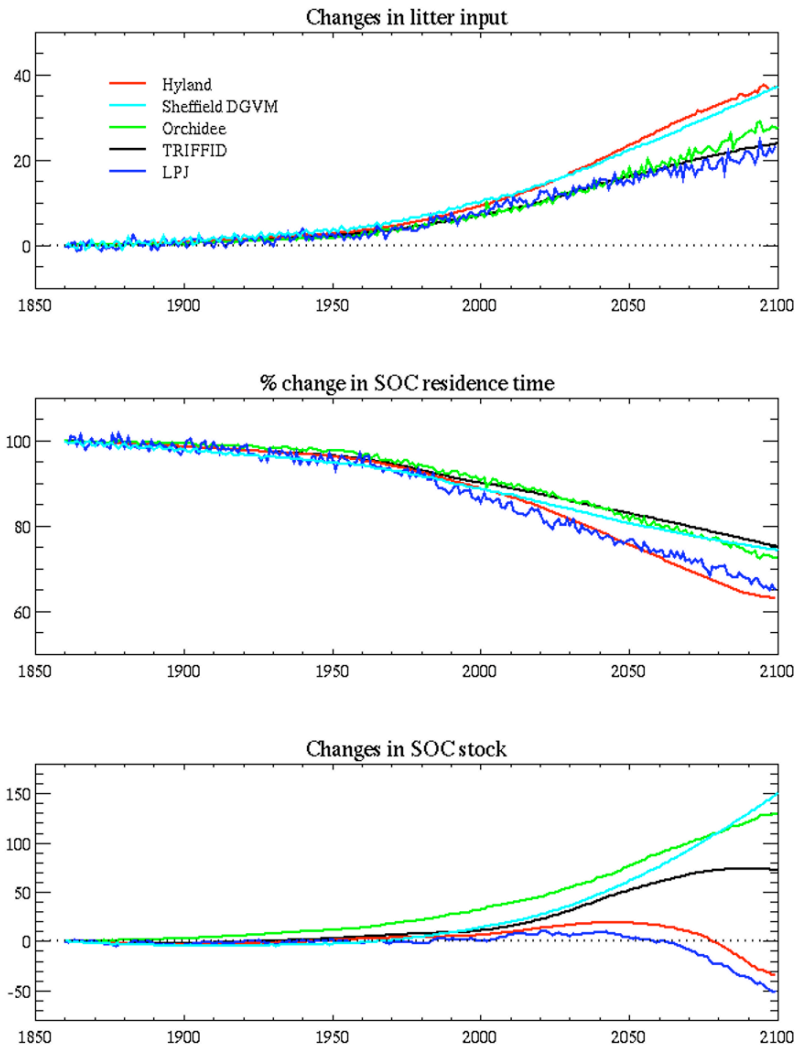 Changes in litter input
40
20
0
Hyland
Sheffield DGVM
Orchidee
TRIFFID
LPJ
1850 1900 1950 2000 2050 2100
% change in SOC residence time
100
80
60
1850 1900 1950 2000 2050 2100
Changes in SOC stock
150
100
50
0
-50
1850 1900 1950 2000 2050 2100